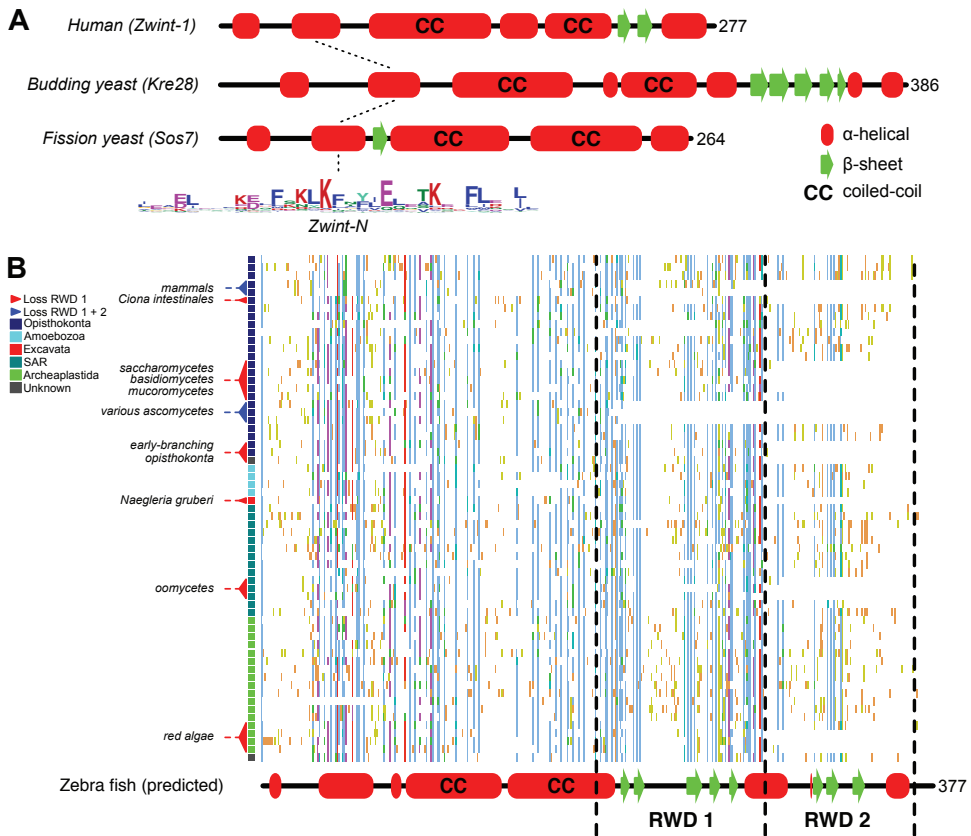 A
Human (Zwint-1)
CC
CC
277
Budding yeast (Kre28)
CC
CC
386
Fission yeast (Sos7)
CC
CC
264
α-helical
β-sheet
CC coiled-coil
Zwint-N
B
Loss RWD 1
Loss RWD 1 + 2
Opisthokonta
Amoebozoa
Excavata
SAR
Archeaplastida
Unknown
mammals
Ciona intestinales
saccharomycetes
basidiomycetes
mucoromycetes
various ascomycetes
early-branching
opisthokonta
Naegleria gruberi
oomycetes
red algae
Zebra fish (predicted)
CC
CC
377
RWD 1
RWD 2